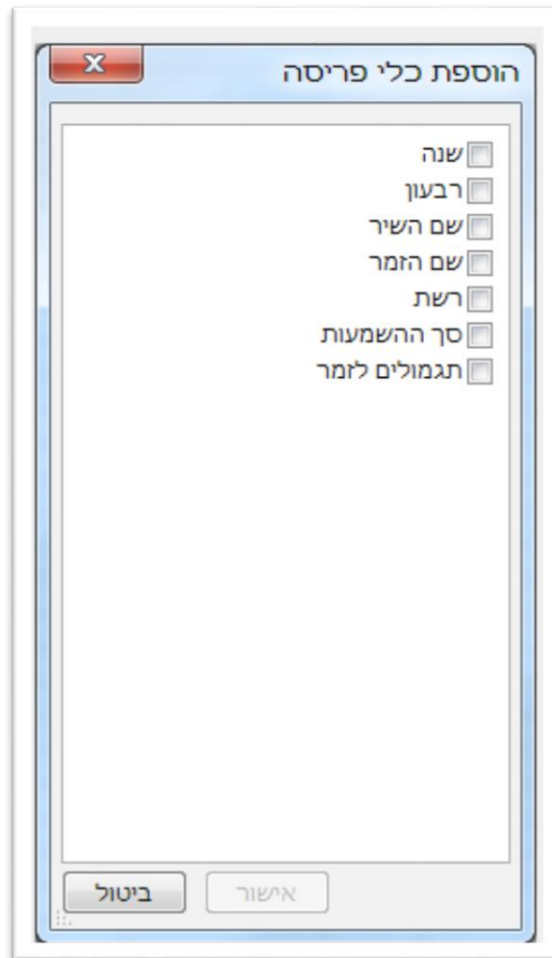 הוספת כלי פריסה
שנה
רבעון
שם השיר
שם הזמר
רשת
סך ההשמעות
תגמולים לזמר
אישור
ביטול